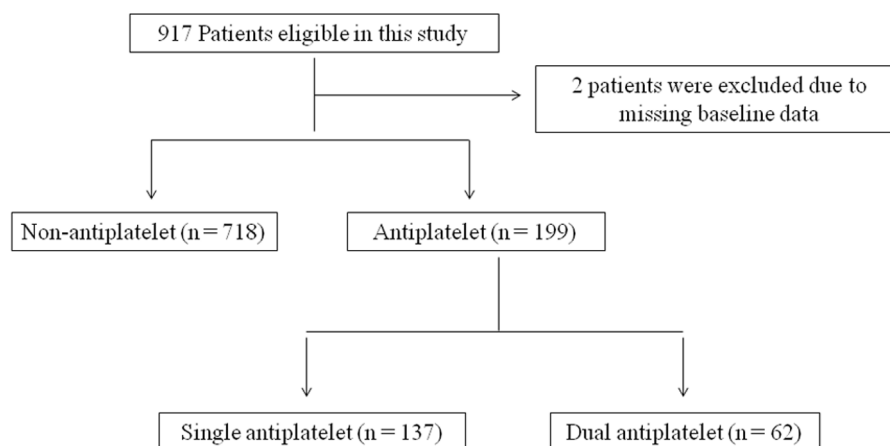 917 Patients eligible in this study
2 patients were excluded due to
missing baseline data
Non-antiplatelet (n = 718)
Antiplatelet (n = 199)
Single antiplatelet (n = 137)
Dual antiplatelet (n = 62)